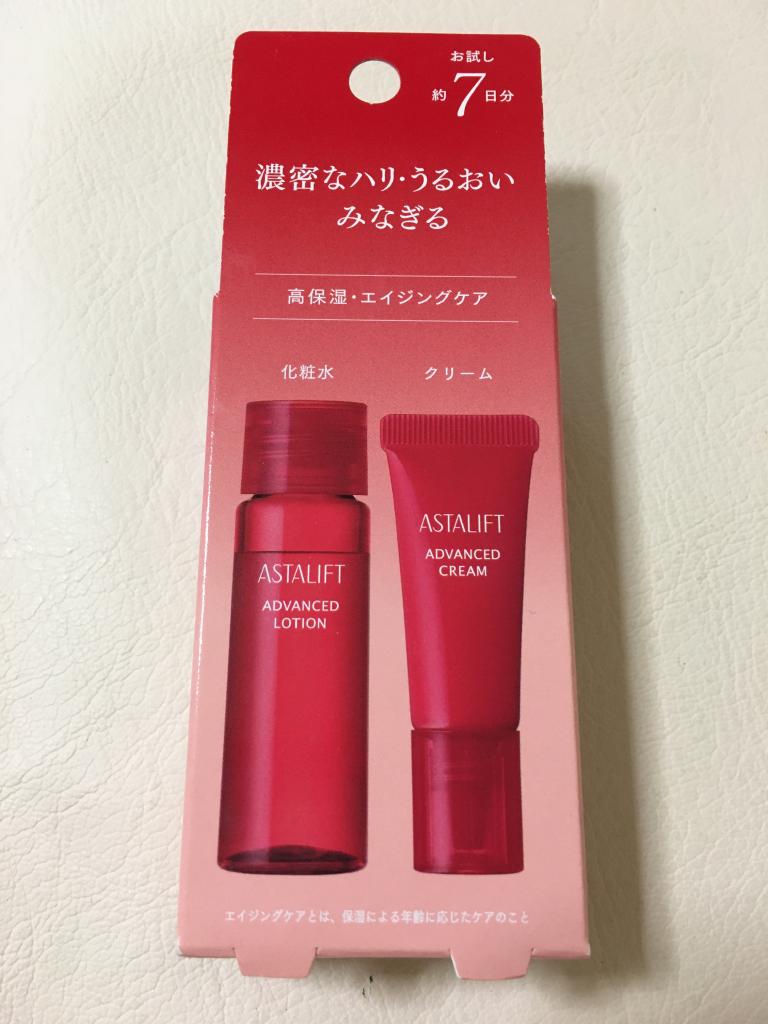 お試し
約7日分
濃密なハリ・うるおい
みなぎる
高保湿・エイジングケア
化粧水
クリーム
ASTALIFT
ADVANCED
LOTION
ASTALIFT
ADVANCED
CREAM
エイジングケアとは、保湿による年齢に応じたケアのこと